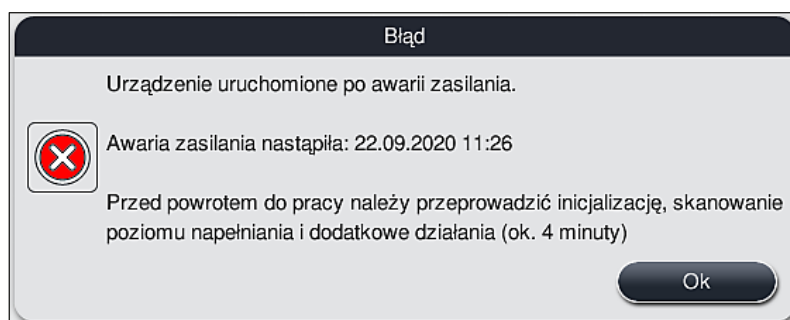 Błąd
Urządzenie uruchomione po awarii zasilania.
Awaria zasilania nastąpiła: 22.09.2020 11:26
Przed powrotem do pracy należy przeprowadzić inicjalizację, skanowanie
poziomu napełniania i dodatkowe działania (ok. 4 minuty)
Ok